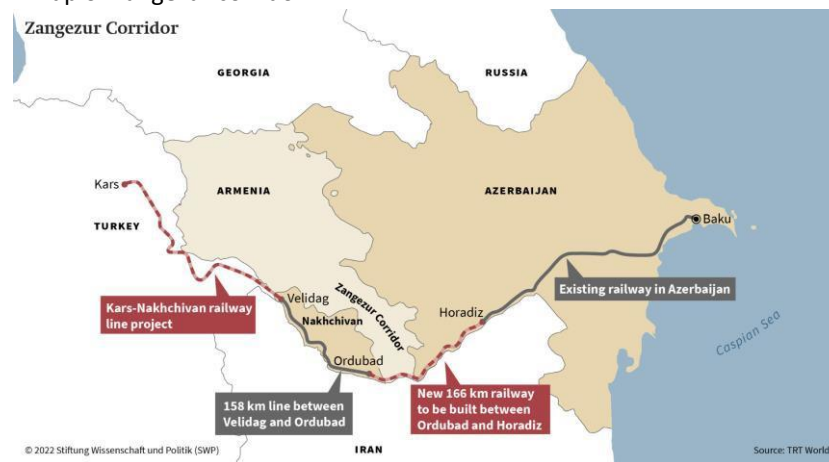 Zangezur Corridor
GEORGIA
RUSSIA
Kars
ARMENIA
AZERBAIJAN
TURKEY
Baku
Kars-Nakhchivan railway
line project
Velidag
Nakhchivan
Zangezur Corridor
Horadiz
Existing railway in Azerbaijan
Caspian Sea
Ordubad
158 km line between
Velidag and Ordubad
New 166 km railway
to be built between
Ordubad and Horadiz
© 2022 Stiftung Wissenschaft und Politik (SWP)
IRAN
Source: TRT World